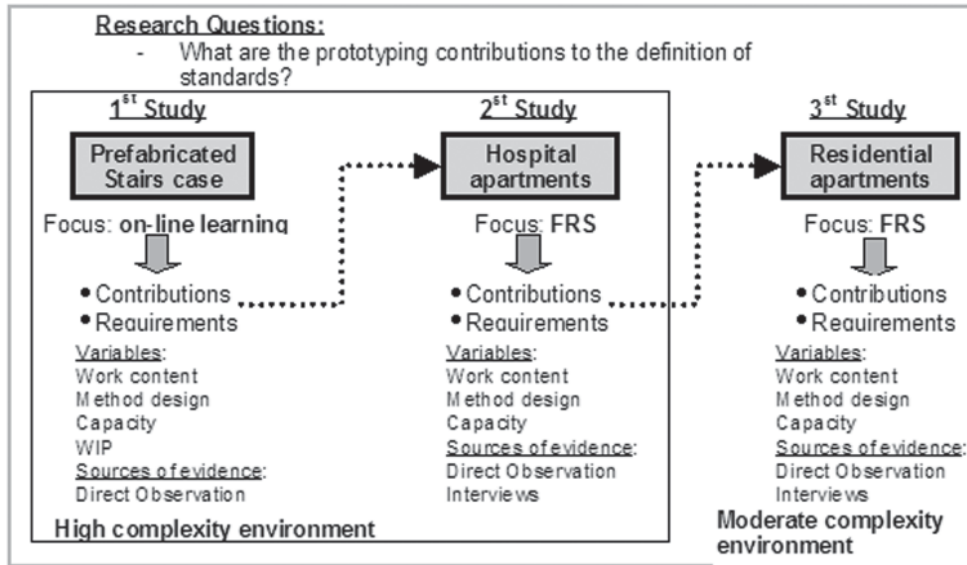 Research Questions:
- What are the prototyping contributions to the definition of
standards?
1st Study
Prefabricated
Stairs case
Focus: on-line learning
• Contributions
• Requirements
Variables:
Work content
Method design
Capacity
WIP
Sources of evidence:
Direct Observation
2st Study
Hospital
apartments
Focus: FRS
• Contributions
• Requirements
Variables:
Work content
Method design
Capacity
Sources of evidence:
Direct Observation
Interviews
High complexity environment
3st Study
Residential
apartments
Focus: FRS
• Contributions
• Requirements
Variables:
Work content
Method design
Capacity
Sources of evidence:
Direct Observation
Interviews
Moderate complexity
environment